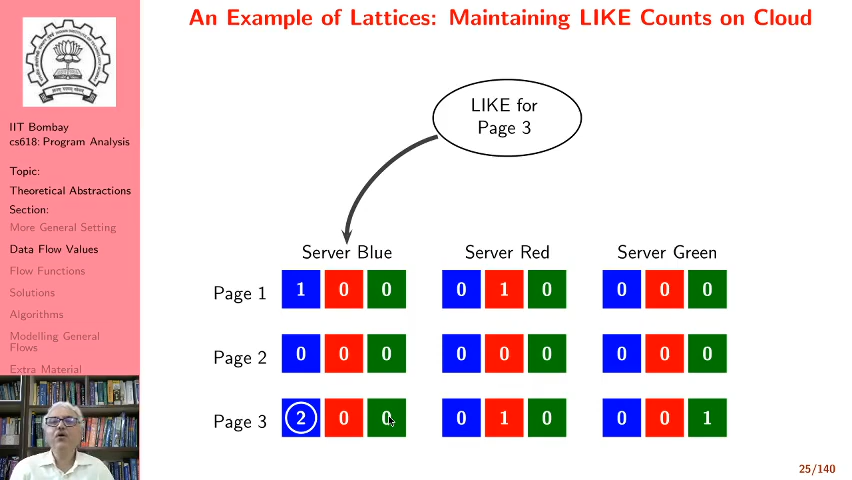 An Example of Lattices: Maintaining LIKE Counts on Cloud
IIT Bombay
cs618: Program Analysis
Topic:
Theoretical Abstractions
Section:
More General Setting
Data Flow Values
Flow Functions
Solutions
Algorithms
Modelling General
Flows
Extra Material
LIKE for
Page 3
Server Blue Server Red Server Green
Page 1 1 0 0 0 1 0 0 0 0
Page 2 0 0 0 0 0 0 0 0 0
Page 3 2 0 0 0 1 0 0 0 1
25/140